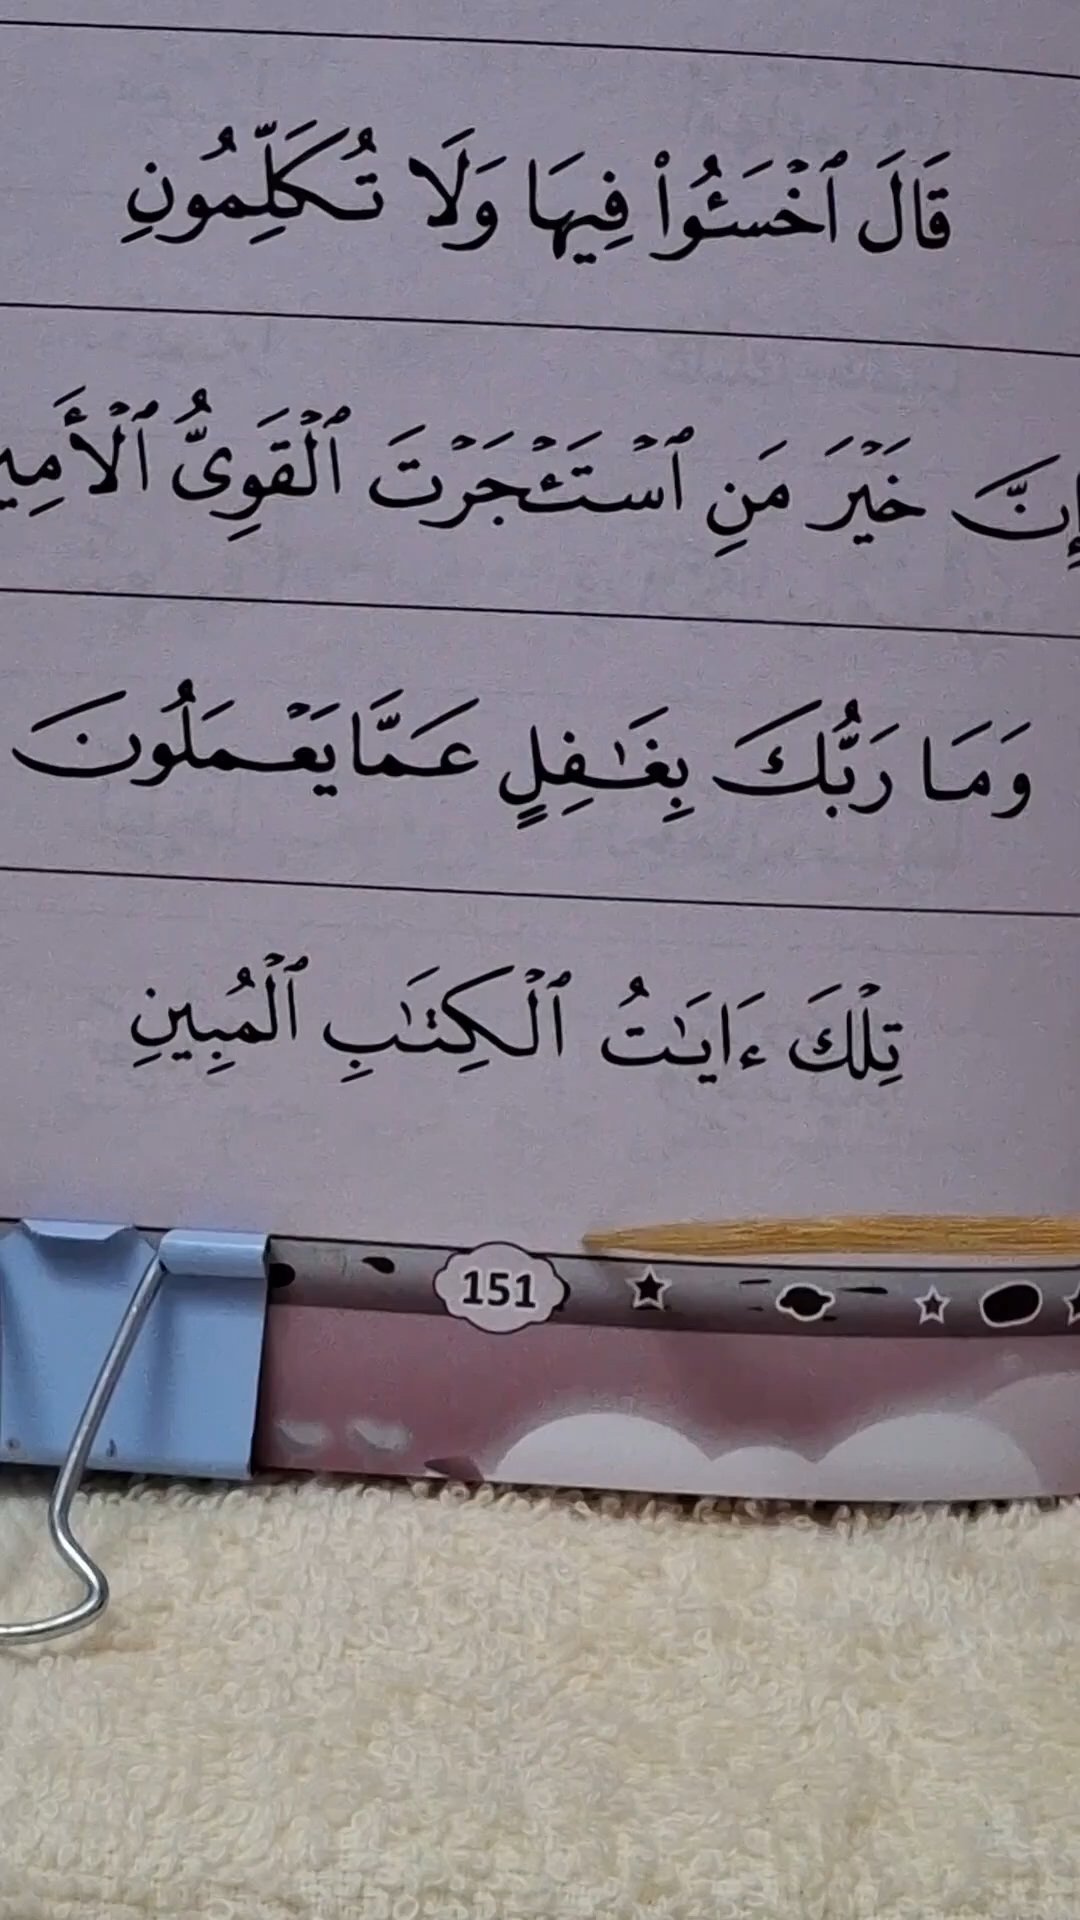 قَالَ ٱخۡسَـُٔواْ فِيهَا وَلَا تُكَلِّمُونِ
إِنَّ خَيۡرَ مَنِ ٱسۡتَـٔۡجَرۡتَ ٱلۡقَوِىُّ
وَمَا رَبُّكَ بِغَـٰفِلٍ عَمَّا يَعۡمَلُونَ
تِلۡكَ ءَايَـٰتُ ٱلۡكِتَـٰبِ ٱلۡمُبِينِ
151